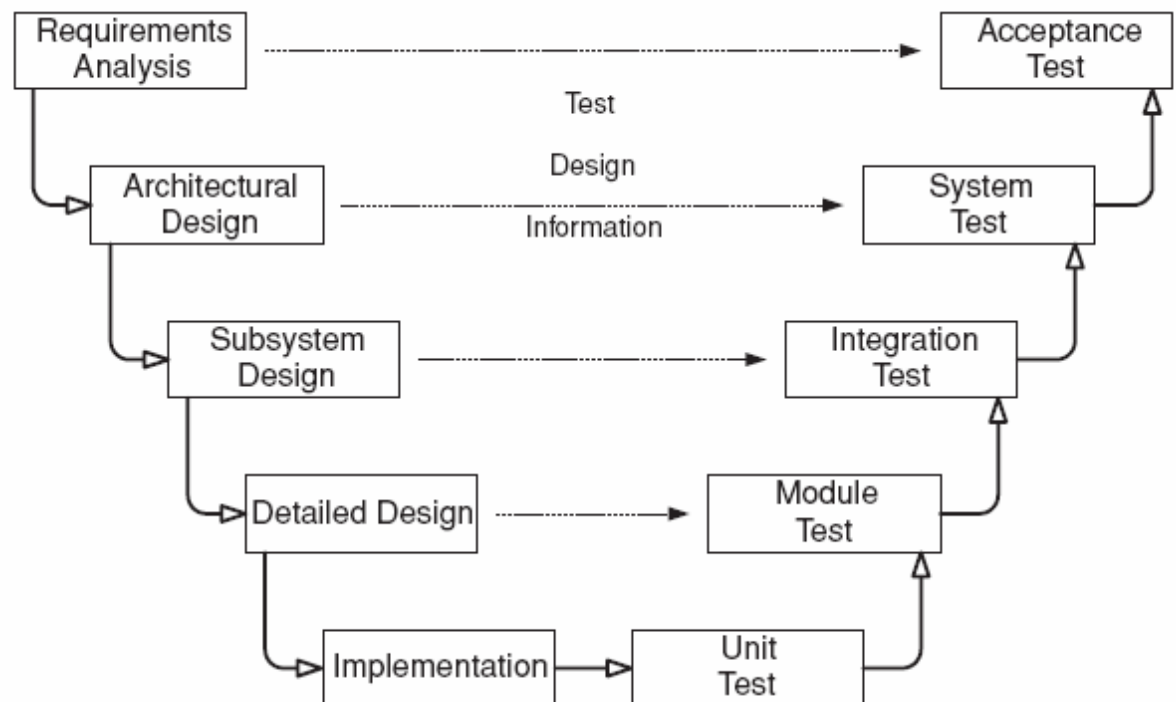 Requirements
Analysis
Acceptance
Test
Test
Design
Information
Architectural
Design
System
Test
Subsystem
Design
Integration
Test
Detailed Design
Module
Test
Implementation
Unit
Test